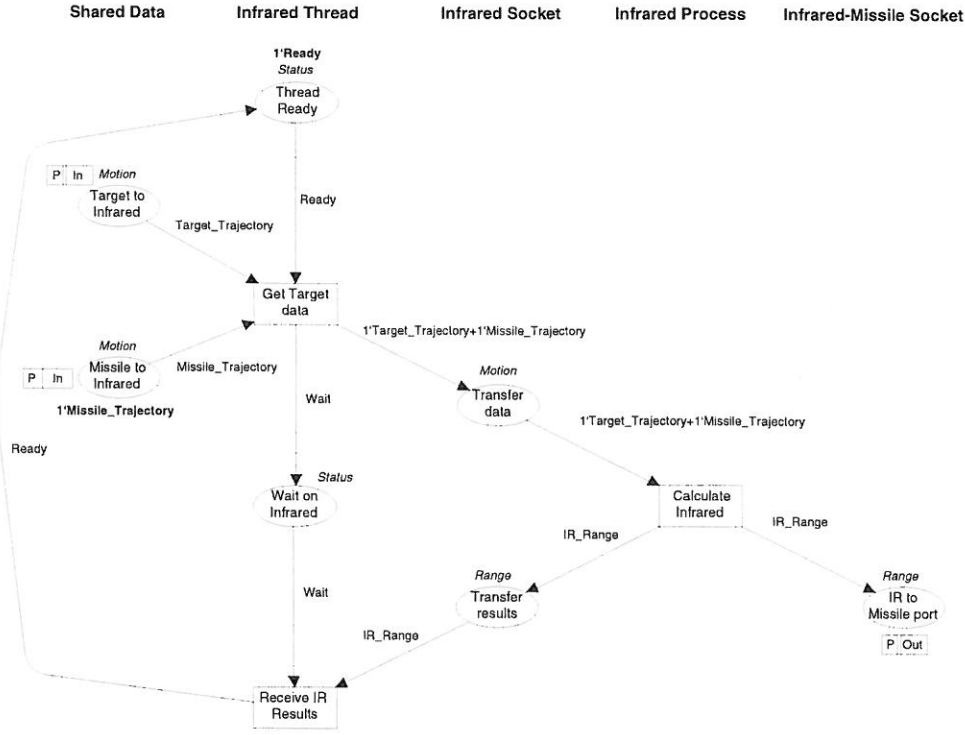 Shared Data
Infrared Thread
Infrared Socket
Infrared Process
Infrared-Missile Socket
1'Ready
Status
Thread
Ready
P In
Motion
Target to
Infrared
Target_Trajectory
Ready
Get Target
data
1'Target_Trajectory+1'Missile_Trajectory
Motion
Missile to
Infrared
P In
1'Missile_Trajectory
Missile_Trajectory
Wait
Motion
Transfer
data
1'Target_Trajectory+1'Missile_Trajectory
Ready
Status
Wait on
Infrared
Calculate
Infrared
IR_Range
IR_Range
Wait
Range
Transfer
results
Range
IR to
Missile port
P Out
IR_Range
Receive IR
Results